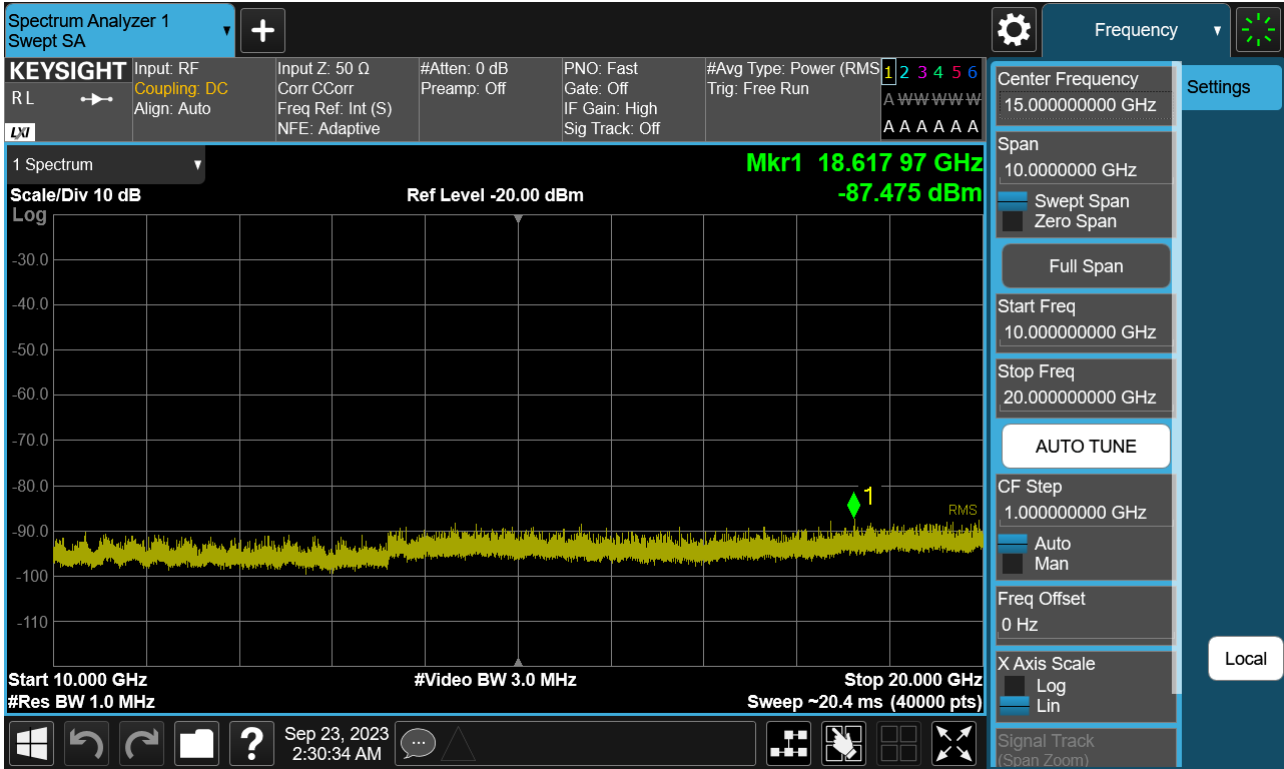 Spectrum Analyzer 1
Swept SA
+
Frequency
KEYSIGHT
R L
LXI
Input: RF
Coupling: DC
Align: Auto
Input Z: 50 Ω
Corr CCorr
Freq Ref: Int (S)
NFE: Adaptive
#Atten: 0 dB
Preamp: Off
PNO: Fast
Gate: Off
IF Gain: High
Sig Track: Off
#Avg Type: Power (RMS
Trig: Free Run
1 2 3 4 5 6
A W W W W W
A A A A A A
1 Spectrum
Scale/Div 10 dB
Log
Ref Level -20.00 dBm
Mkr1 18.617 97 GHz
-87.475 dBm
-30.0
-40.0
-50.0
-60.0
-70.0
-80.0
-90.0
-100
-110
1
RMS
Start 10.000 GHz
#Res BW 1.0 MHz
#Video BW 3.0 MHz
Stop 20.000 GHz
Sweep ~20.4 ms (40000 pts)
Center Frequency
15.000000000 GHz
Span
10.0000000 GHz
Swept Span
Zero Span
Full Span
Start Freq
10.000000000 GHz
Stop Freq
20.000000000 GHz
AUTO TUNE
CF Step
1.000000000 GHz
Auto
Man
Freq Offset
0 Hz
X Axis Scale
Log
Lin
Signal Track
(Span Zoom)
Settings
Local
?
Sep 23, 2023
2:30:34 AM